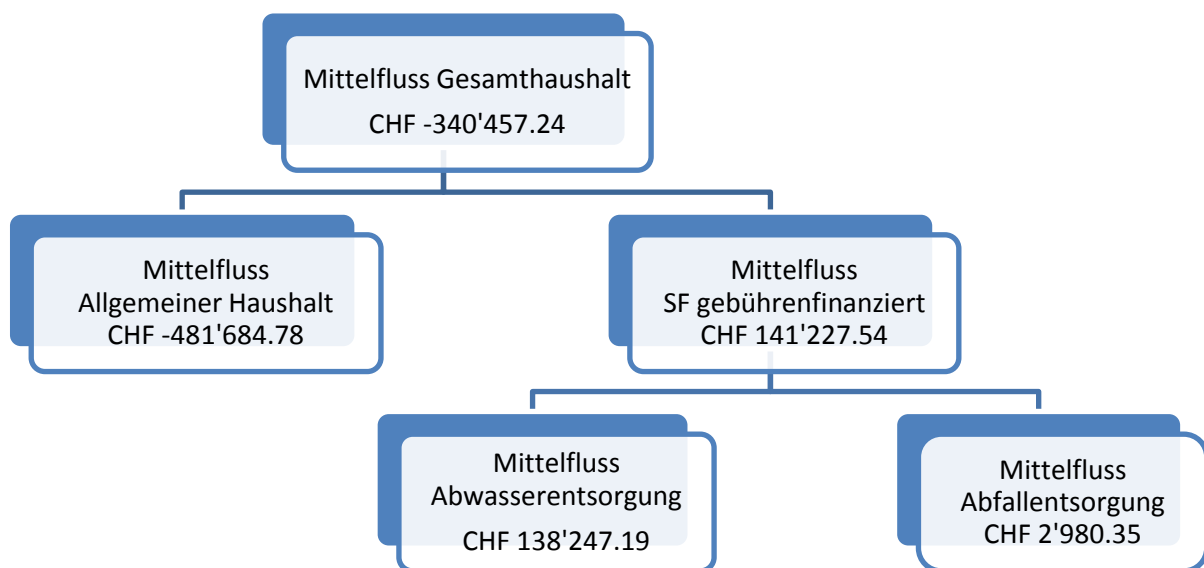 Mittelfluss Gesamthaushalt
CHF -340'457.24
Mittelfluss
Allgemeiner Haushalt
CHF -481'684.78
Mittelfluss
SF gebührenfinanziert
CHF 141'227.54
Mittelfluss
Abwasserentsorgung
CHF 138'247.19
Mittelfluss
Abfallentsorgung
CHF 2'980.35